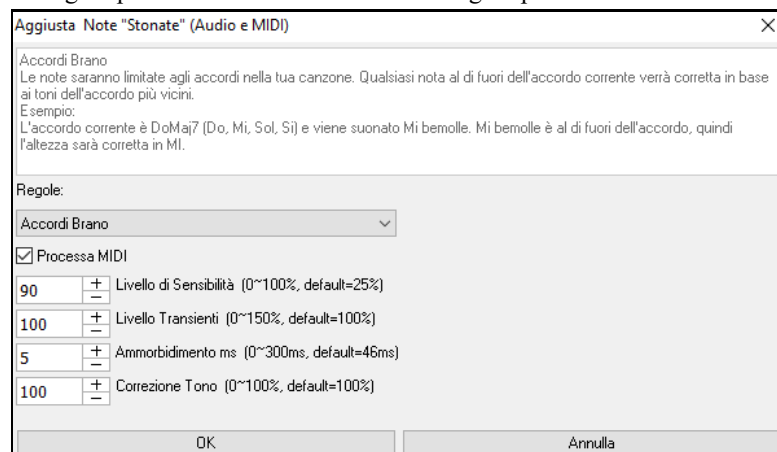 Aggiusta Note "Stonate" (Audio e MIDI)
Accordi Brano
Le note saranno limitate agli accordi nella tua canzone. Qualsiasi nota al di fuori dell'accordo corrente verrà corretta in base
ai toni dell'accordo più vicini.
Esempio:
L'accordo corrente è DoMaj7 (Do, Mi, Sol, Si) e viene suonato Mi bemolle. Mi bemolle è al di fuori dell'accordo, quindi
l'altezza sarà corretta in MI.
Regole:
Accordi Brano
Processa MIDI
90 + − Livello di Sensibilità (0~100%, default=25%)
100 + − Livello Transienti (0~150%, default=100%)
5 + − Ammorbidimento ms (0~300ms, default=46ms)
100 + − Correzione Tono (0~100%, default=100%)
OK Annulla